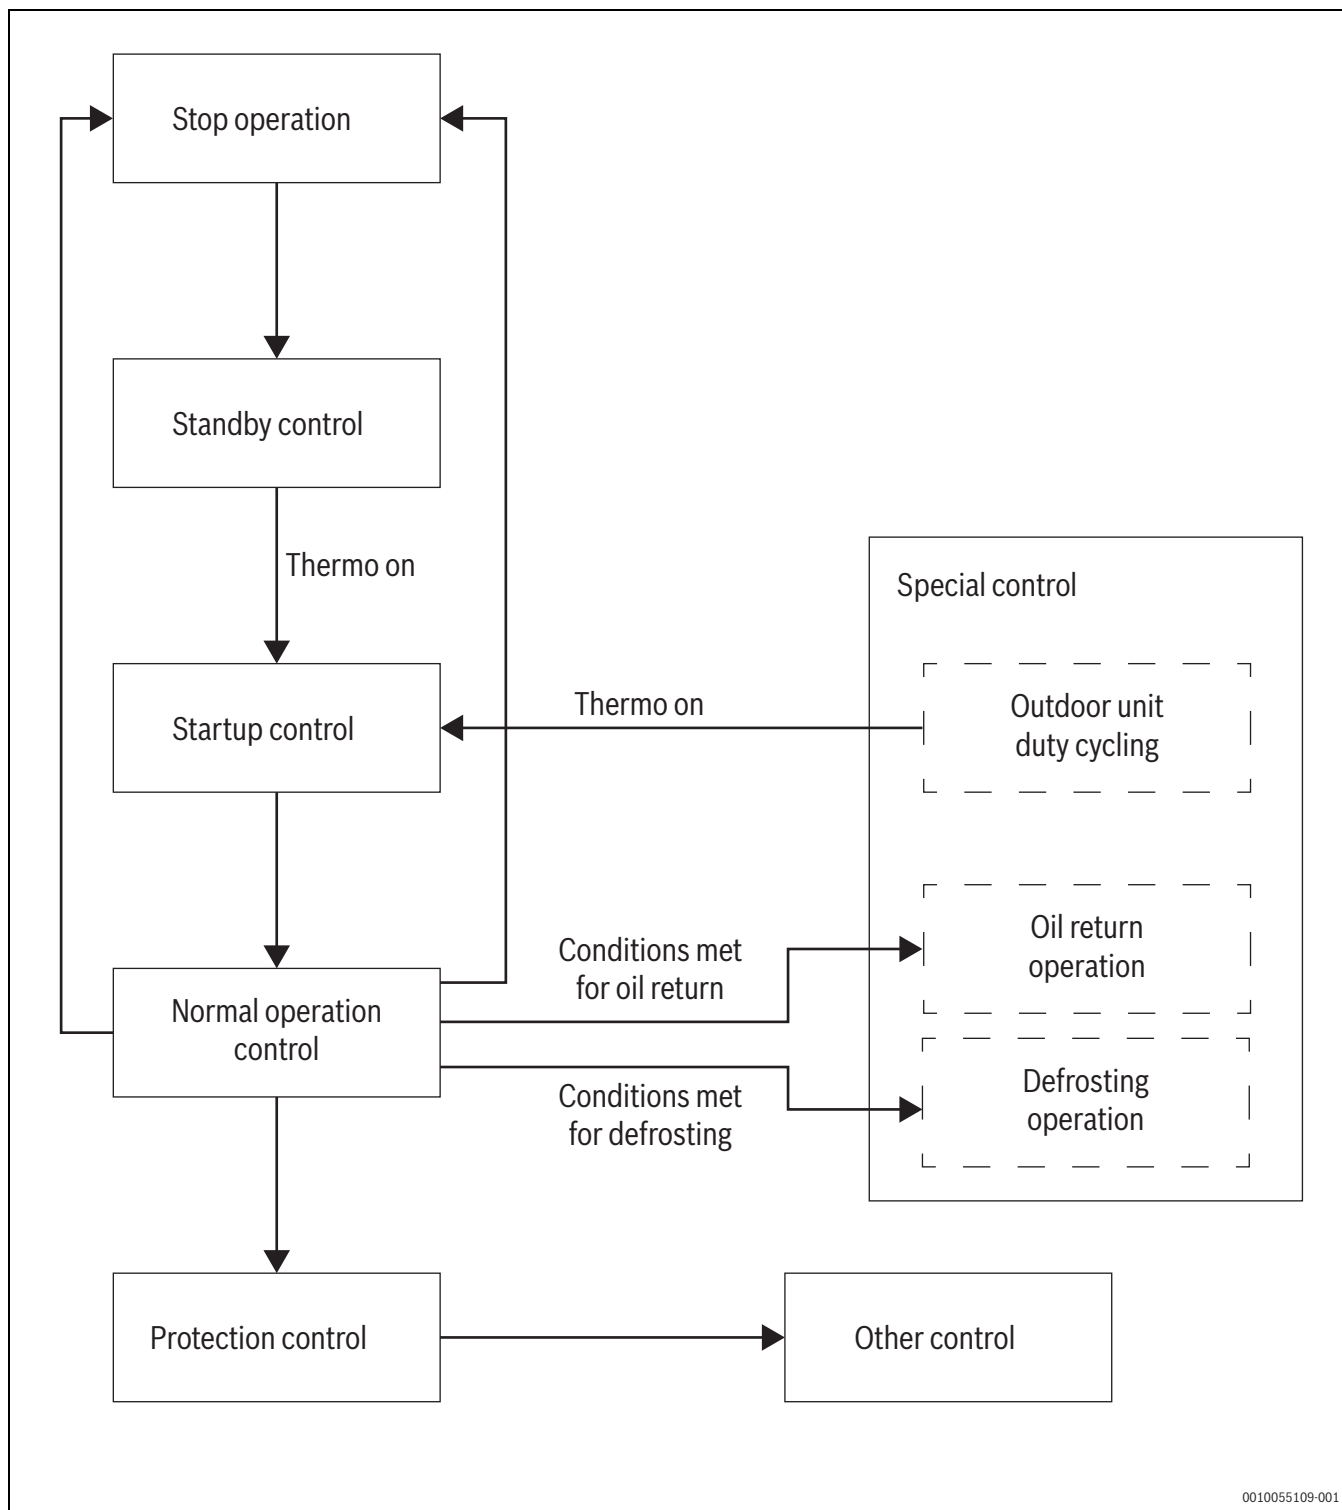 Stop operation
Standby control
Thermo on
Special control
Startup control
Thermo on
Outdoor unit
duty cycling
Normal operation
control
Conditions met
for oil return
Oil return
operation
Conditions met
for defrosting
Defrosting
operation
Protection control
Other control
0010055109-001